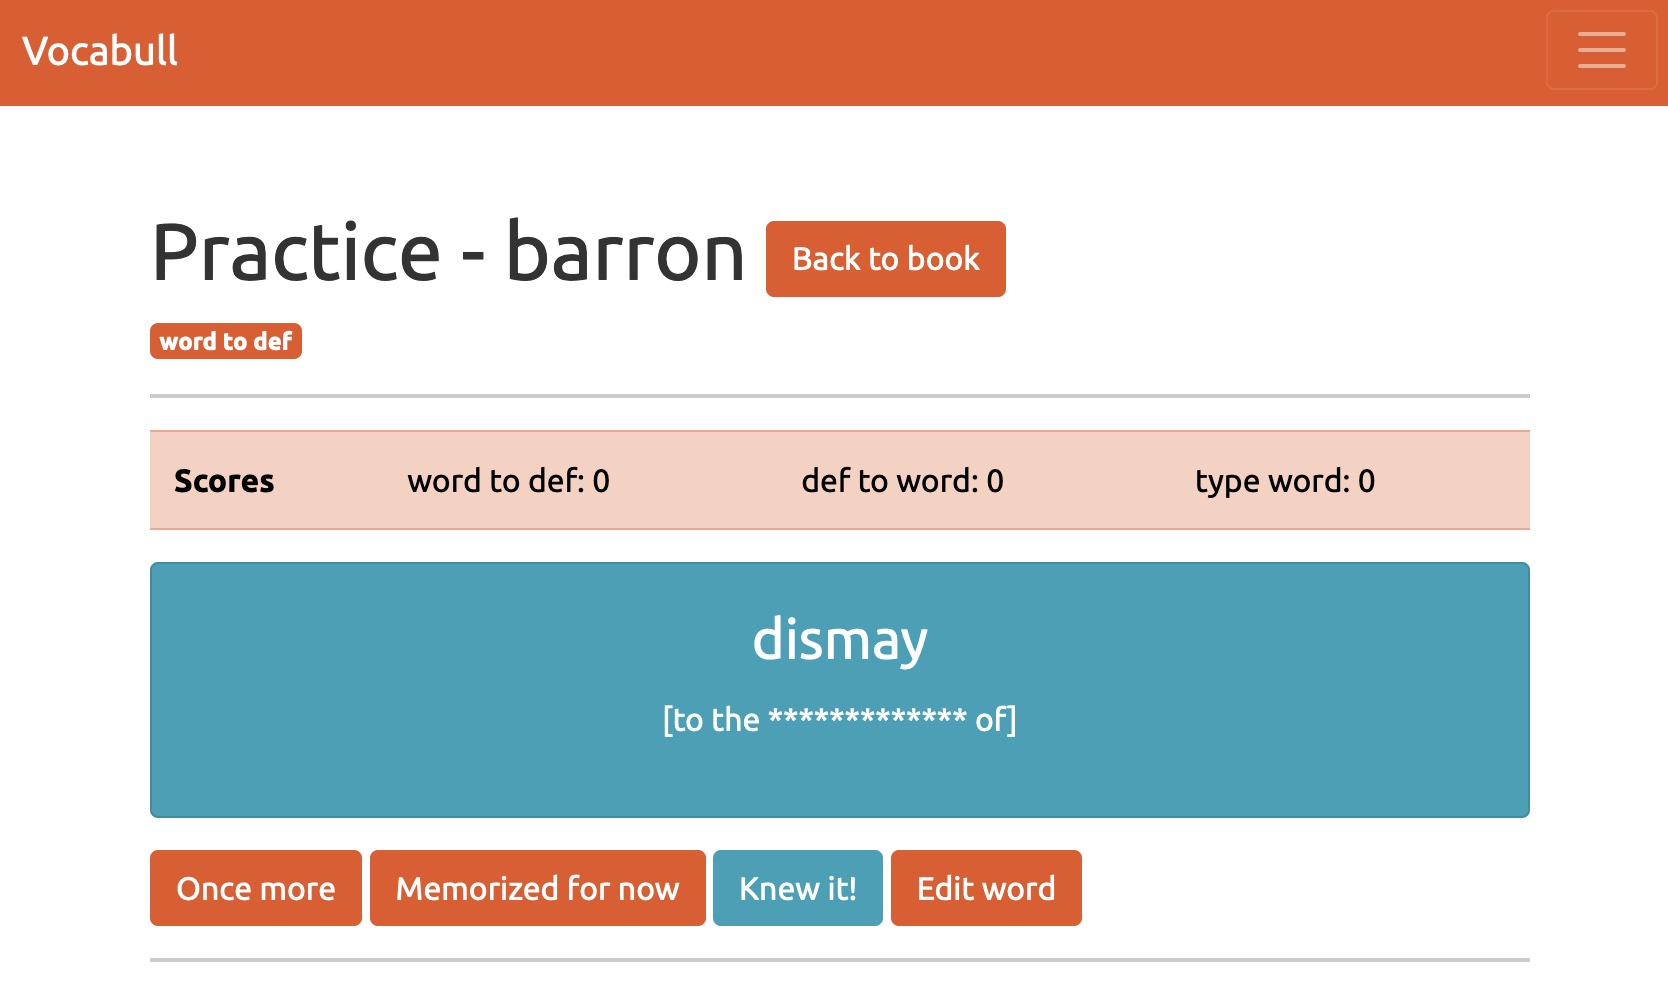 Vocabull
Practice - barron Back to book
word to def
Scores word to def: 0 def to word: 0 type word: 0
dismay
[to the ************* of]
Once more Memorized for now Knew it! Edit word